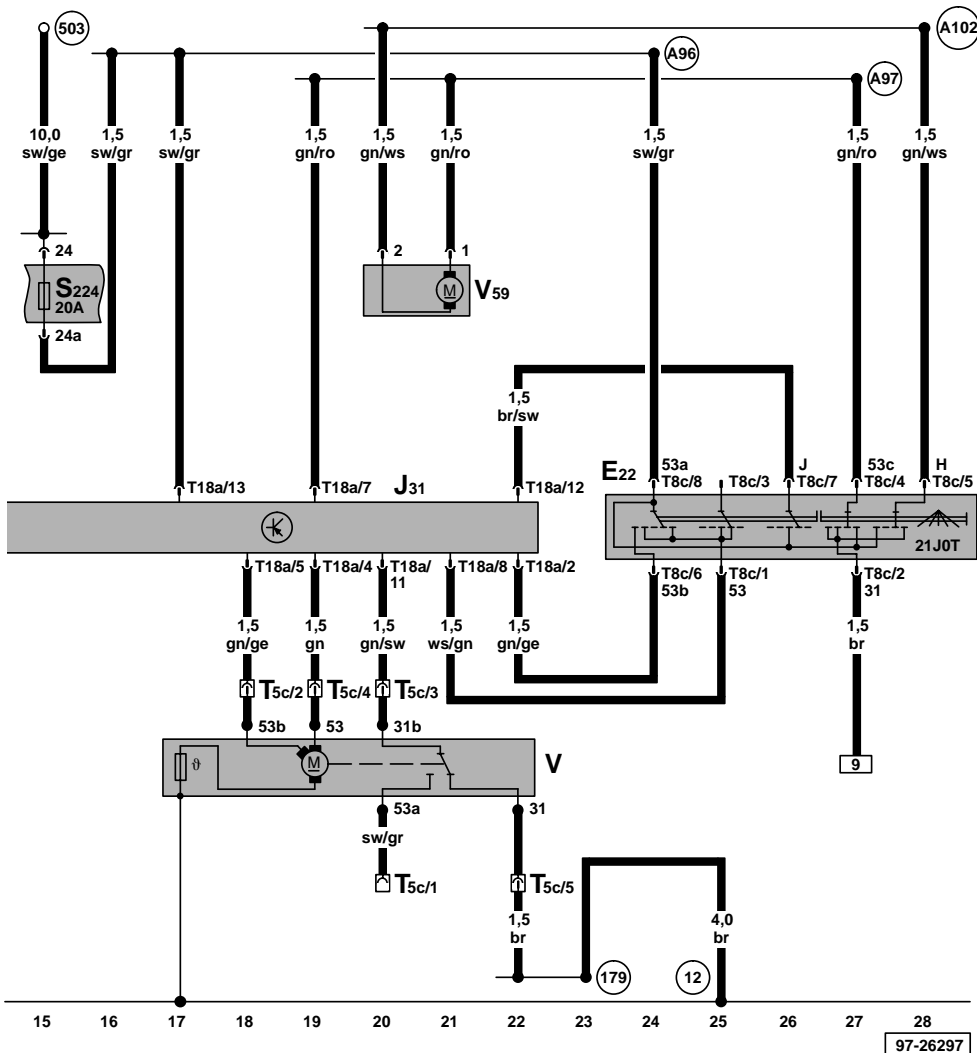 503
A102
A96
A97
10,0 1,5 1,5 1,5 1,5 1,5 1,5 1,5 1,5
sw/ge sw/gr sw/gr gn/ro gn/ws gn/ro sw/gr gn/ro gn/ws
24 2 1
S224
20A
M
V59
24a
1,5
br/sw
E22
53a J 53c H
T8c/8 T8c/3 T8c/7 T8c/4 T8c/5
T18a/13 T18a/7 J31 T18a/12
21J0T
T18a/5 T18a/4 T18a/ T18a/8 T18a/2
11
T8c/6 T8c/1 T8c/2
53b 53 31
1,5 1,5 1,5 1,5 1,5 1,5
gn/ge gn gn/sw ws/gn gn/ge br
T5c/2 T5c/4 T5c/3
53b 53 31b
ϑ M V
9
53a 31
sw/gr
T5c/1 T5c/5
1,5 4,0
br br
179 12
15 16 17 18 19 20 21 22 23 24 25 26 27 28
97-26297